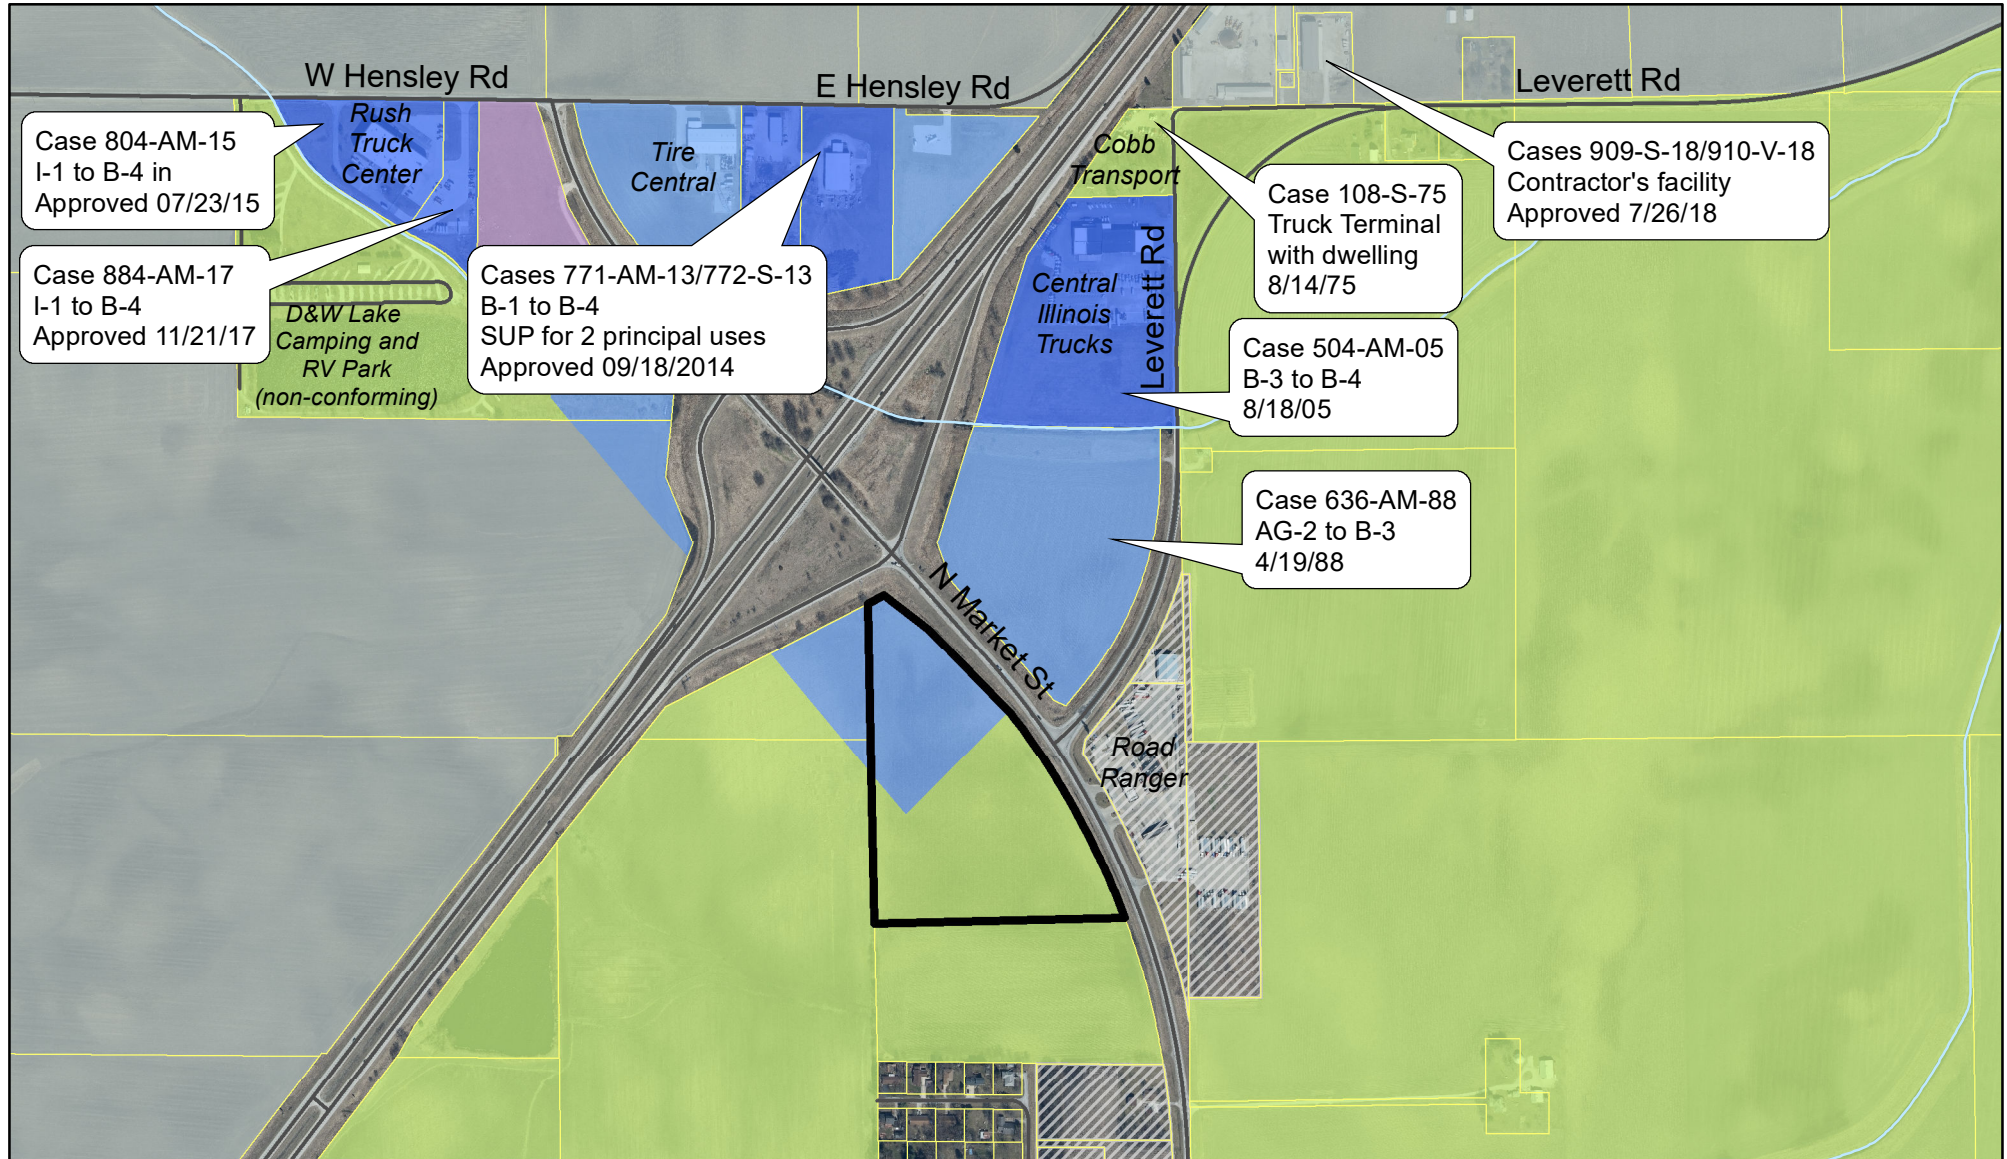 W Hensley Rd
E Hensley Rd
Leverett Rd
Rush
Truck
Center
Case 804-AM-15
I-1 to B-4 in
Approved 07/23/15
Tire
Central
Cobb
Transport
Cases 909-S-18/910-V-18
Contractor's facility
Approved 7/26/18
Case 108-S-75
Truck Terminal
with dwelling
8/14/75
Case 884-AM-17
I-1 to B-4
Approved 11/21/17
Cases 771-AM-13/772-S-13
B-1 to B-4
SUP for 2 principal uses
Approved 09/18/2014
Central
Illinois
Trucks
Leverett Rd
D&W Lake
Camping and
RV Park
(non-conforming)
Case 504-AM-05
B-3 to B-4
8/18/05
Case 636-AM-88
AG-2 to B-3
4/19/88
N Market St
Road
Ranger